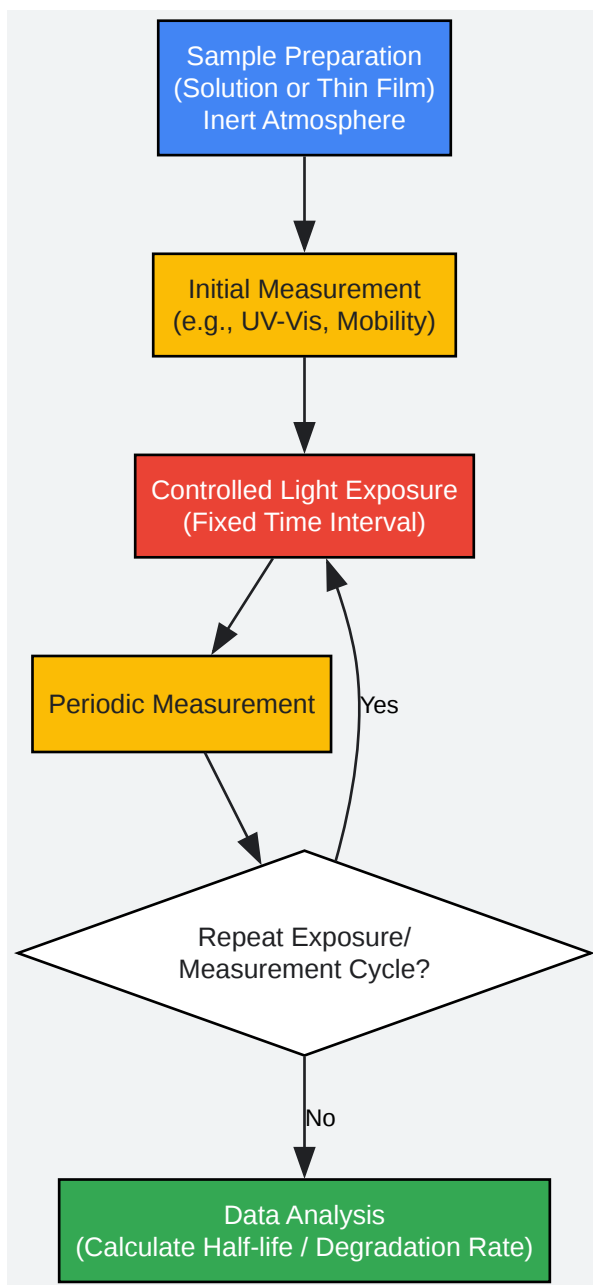 Sample Preparation
(Solution or Thin Film)
Inert Atmosphere
Initial Measurement
(e.g., UV-Vis, Mobility)
Controlled Light Exposure
(Fixed Time Interval)
Periodic Measurement
Yes
Repeat Exposure/
Measurement Cycle?
No
Data Analysis
(Calculate Half-life / Degradation Rate)